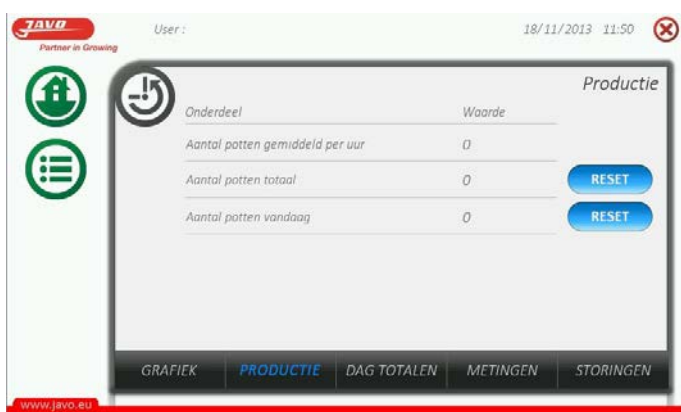 JAVO
Partner in Growing
User :
18/11/2013 11:50
Productie
Onderdeel Waarde
Aantal potten gemiddeld per uur 0
Aantal potten totaal 0 RESET
Aantal potten vandaag 0 RESET
GRAFIEK PRODUCTIE DAG TOTALEN METINGEN STORINGEN
www.javo.eu